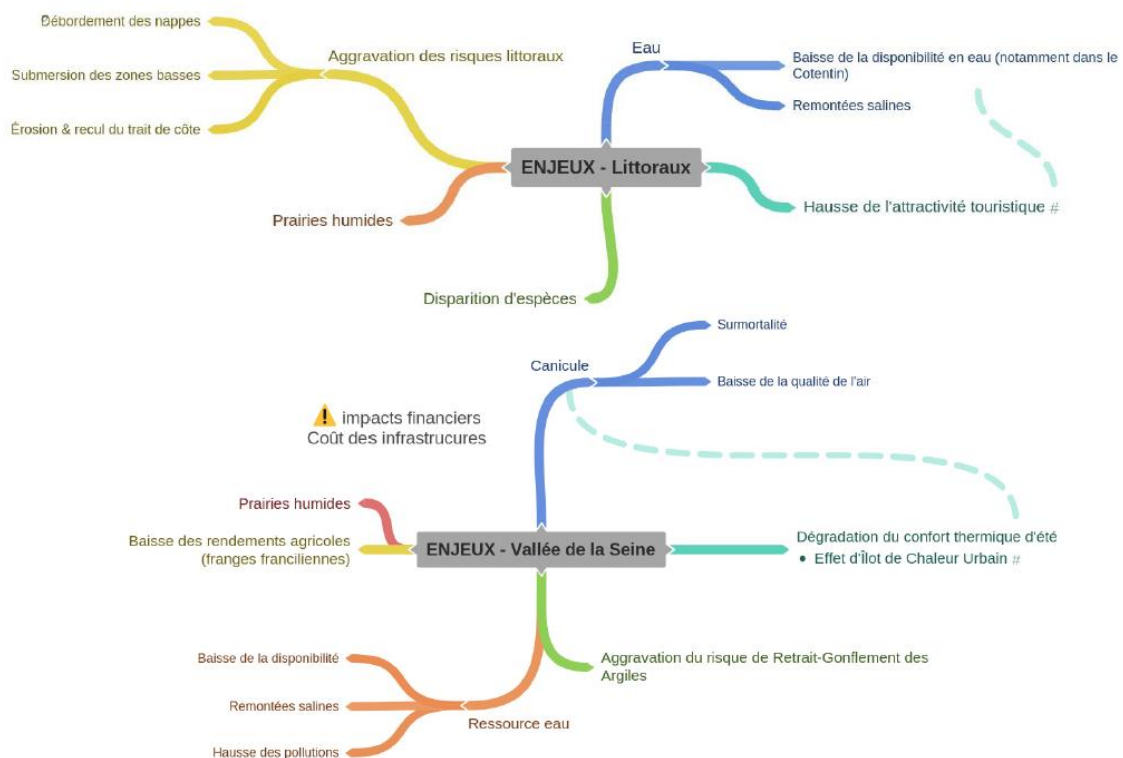 Débordement des nappes
Submersion des zones basses
Érosion & recul du trait de côte
Aggravation des risques littoraux
Prairies humides
ENJEUX - Littoraux
Eau
Baisse de la disponibilité en eau (notamment dans le
Cotentin)
Remontées salines
Hausse de l'attractivité touristique #
Disparition d'espèces
Surmortalité
Canicule
Baisse de la qualité de l'air
⚠ impacts financiers
Coût des infrastrucures
Prairies humides
Baisse des rendements agricoles
(franges franciliennes)
ENJEUX - Vallée de la Seine
Dégradation du confort thermique d'été
• Effet d'Îlot de Chaleur Urbain #
Aggravation du risque de Retrait-Gonflement des
Argiles
Baisse de la disponibilité
Remontées salines
Hausse des pollutions
Ressource eau